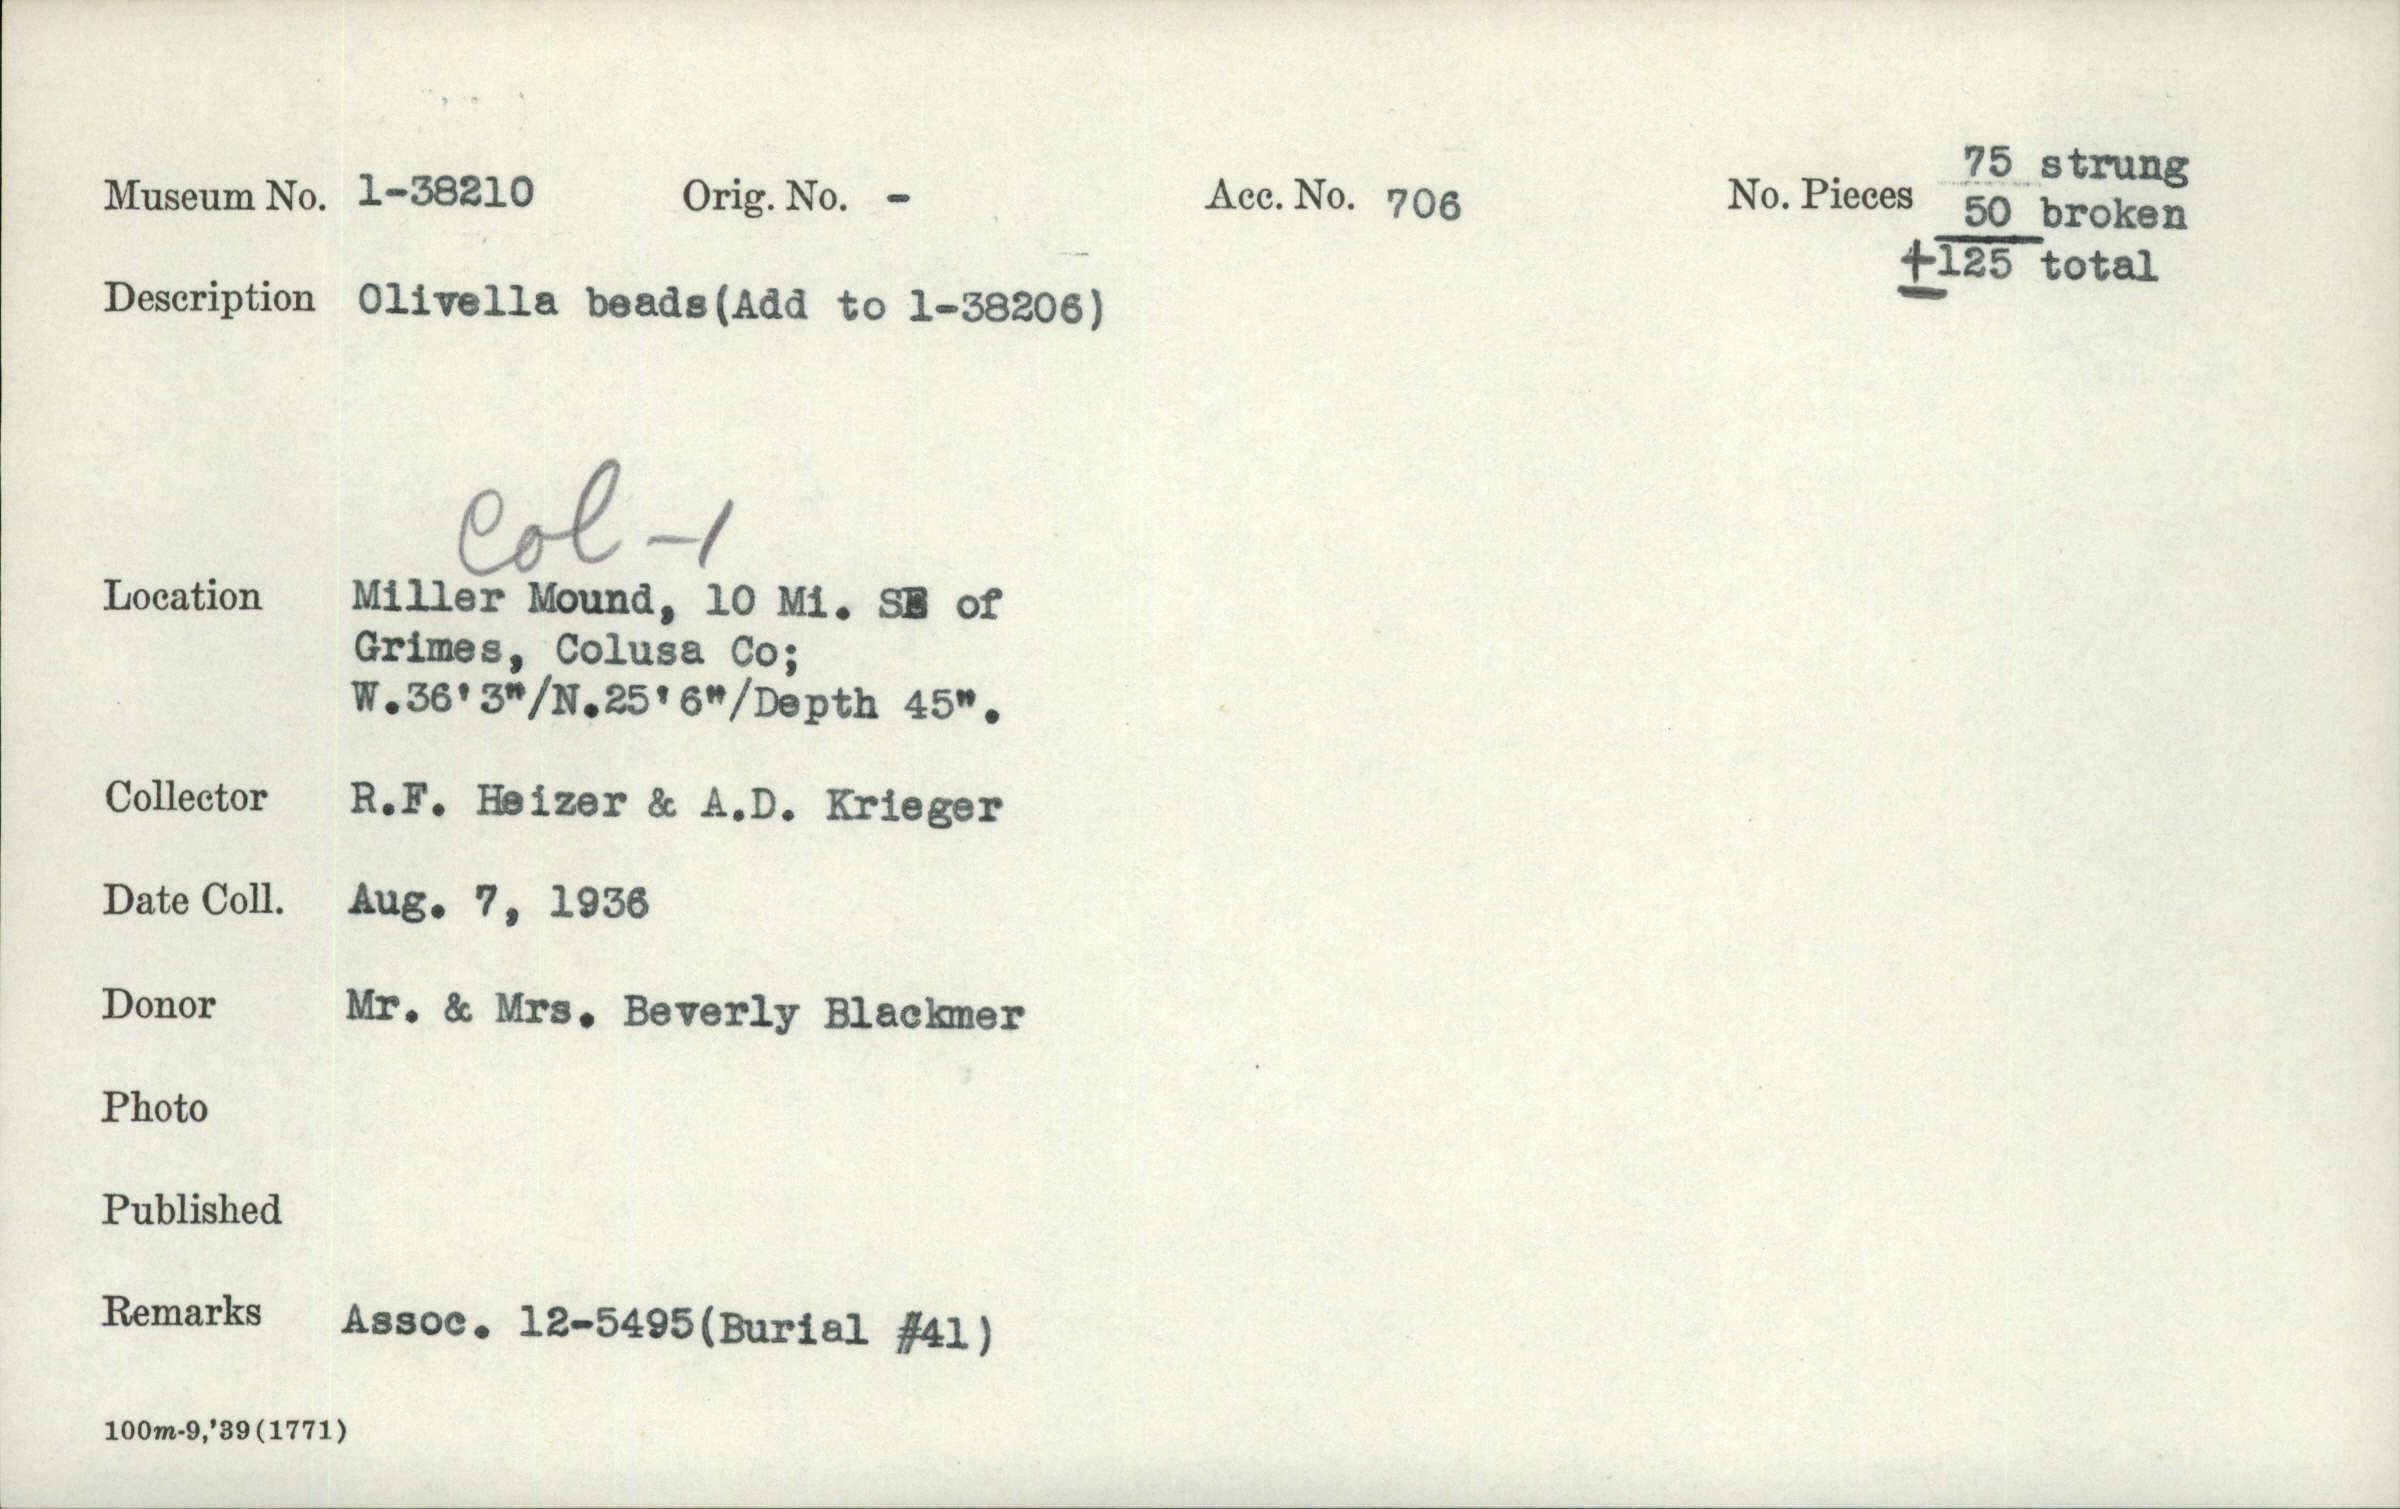 Museum No. 1-38210 Orig. No. - Acc. No. 706 No. Pieces 75 strung
50 broken
±125 total
Description Olivella beads(Add to 1-38206)
Col-1
Location Miller Mound, 10 Mi. SE of
Grimes, Colusa Co;
W.36'3"/N.25'6"/Depth 45".
Collector R.F. Heizer & A.D. Krieger
Date Coll. Aug. 7, 1936
Donor Mr. & Mrs. Beverly Blackmer
Photo
Published
Remarks Assoc. 12-5495(Burial #41)
100m-9,'39(1771)